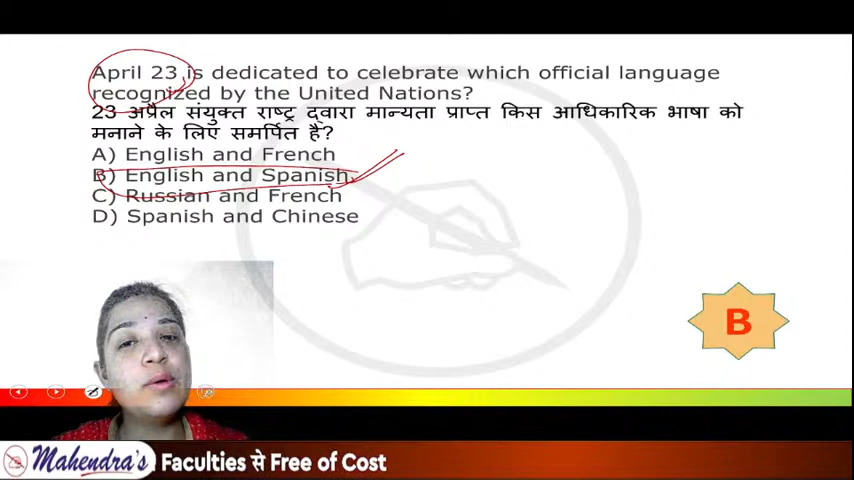 April 23 is dedicated to celebrate which official language
recognized by the United Nations?
23 अप्रैल संयुक्त राष्ट्र द्वारा मान्यता प्राप्त किस आधिकारिक भाषा को
मनाने के लिए समर्पित है?
A) English and French
B) English and Spanish
C) Russian and French
D) Spanish and Chinese
B
Mahendra's Faculties से Free of Cost